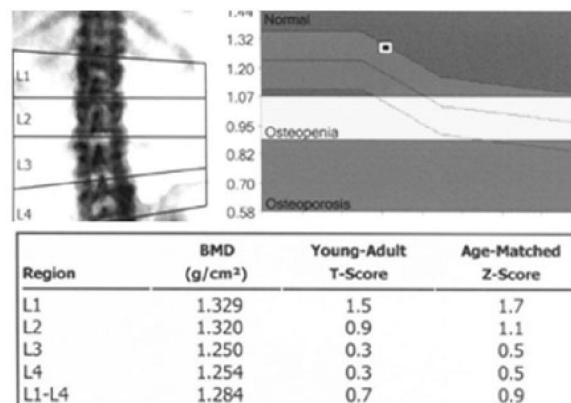 1.44
Normal
1.32
1.20
1.07
0.95
Osteopenia
0.82
0.70
Osteoporosis
0.58
L1
L2
L3
L4
BMD Young-Adult Age-Matched
Region (g/cm²) T-Score Z-Score
L1 1.329 1.5 1.7
L2 1.320 0.9 1.1
L3 1.250 0.3 0.5
L4 1.254 0.3 0.5
L1-L4 1.284 0.7 0.9